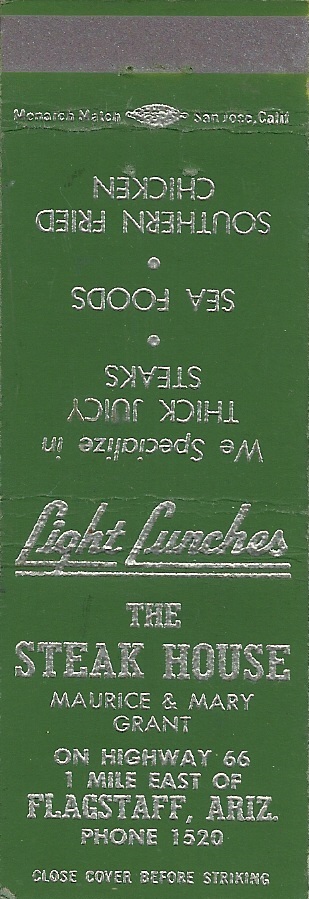 Monarch Match San Jose, Calif
We Specialize in
THICK JUICY
STEAKS
•
SEA FOODS
•
SOUTHERN FRIED
CHICKEN
Light Lunches
THE
STEAK HOUSE
MAURICE & MARY
GRANT
ON HIGHWAY 66
1 MILE EAST OF
FLAGSTAFF, ARIZ.
PHONE 1520
CLOSE COVER BEFORE STRIKING